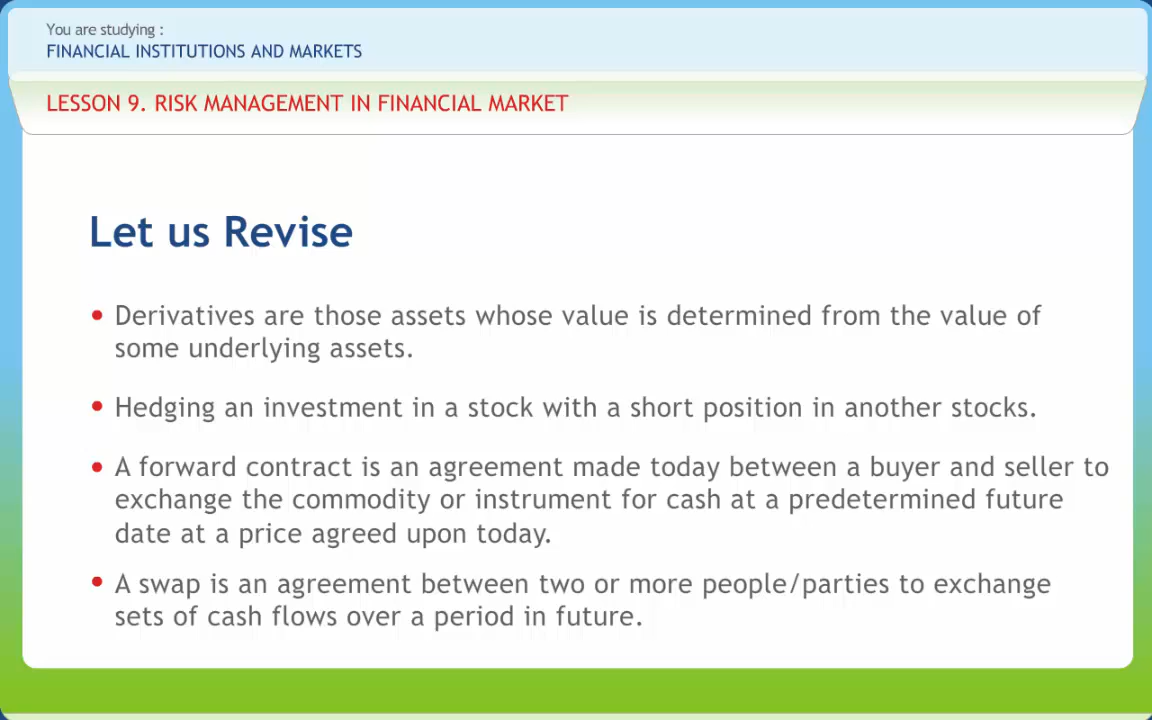 You are studying :
FINANCIAL INSTITUTIONS AND MARKETS
LESSON 9. RISK MANAGEMENT IN FINANCIAL MARKET
Let us Revise
• Derivatives are those assets whose value is determined from the value of
some underlying assets.
• Hedging an investment in a stock with a short position in another stocks.
• A forward contract is an agreement made today between a buyer and seller to
exchange the commodity or instrument for cash at a predetermined future
date at a price agreed upon today.
• A swap is an agreement between two or more people/parties to exchange
sets of cash flows over a period in future.